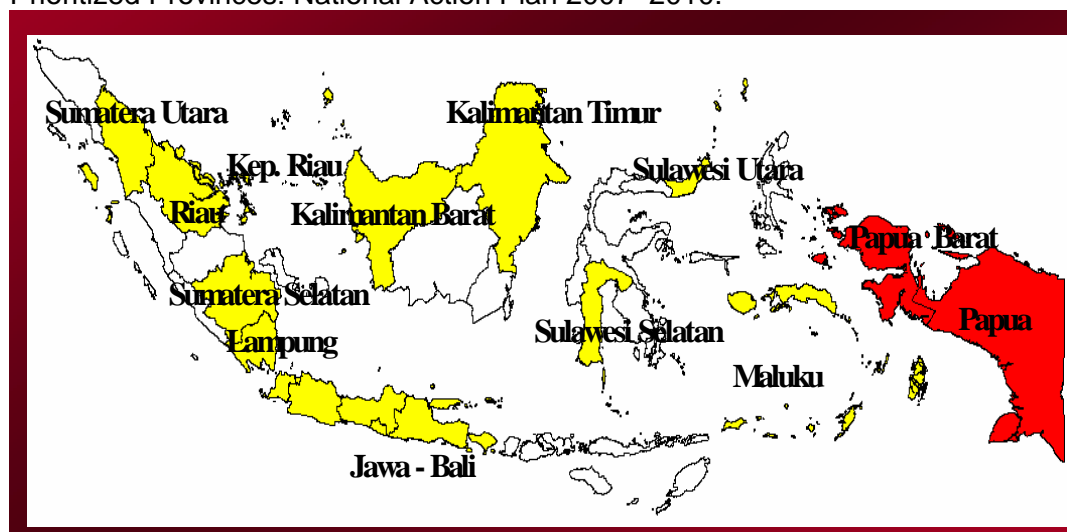 Prioritized Provinces: National Action Plan 2007- 2010.
Sumatera Utara
Kalimantan Timur
Kep. Riau
Sulawesi Utara
Riau
Kalimantan Barat
Papua Barat
Sumatera Selatan
Papua
Lampung
Sulawesi Selatan
Maluku
Jawa - Bali